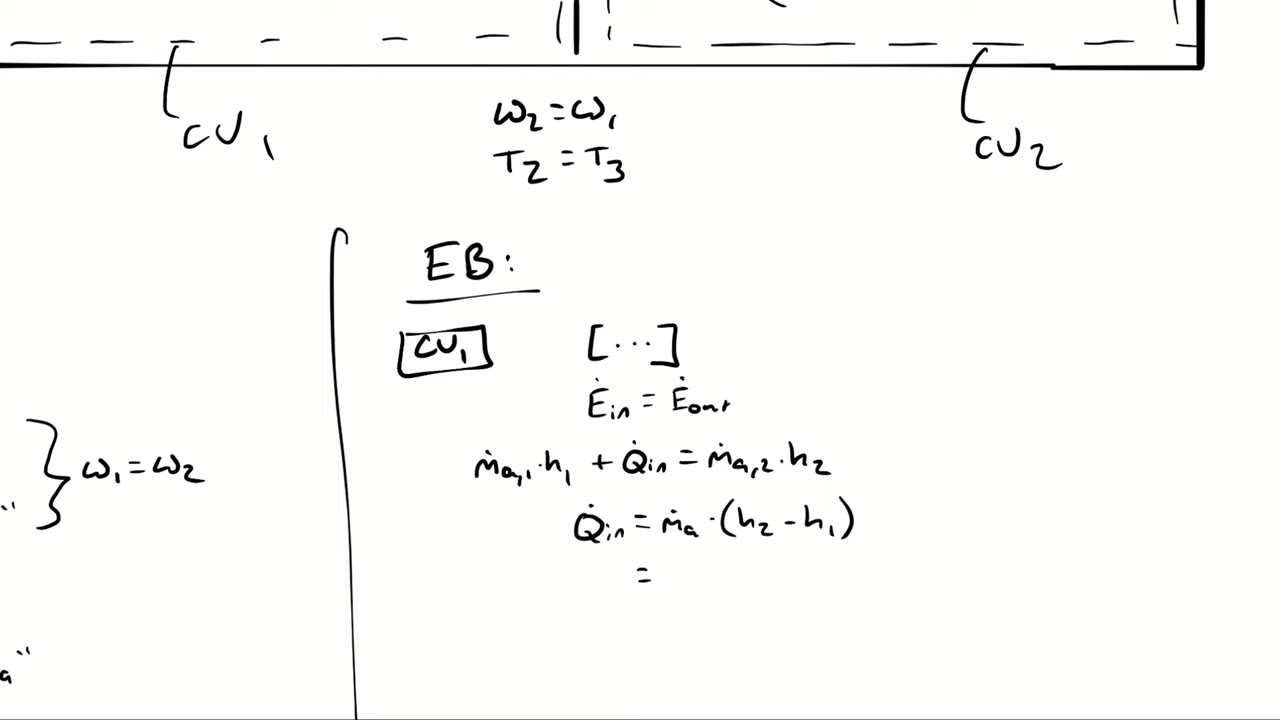 CV₁
ω₂ = ω₁
T₂ = T₃
CV₂
} ω₁ = ω₂
"
a"
EB:
CV₁ [...]
Ėin = Ėout
ṁa,1 · h₁ + Q̇in = ṁa,2 · h₂
Q̇in = ṁa · (h₂ - h₁)
=